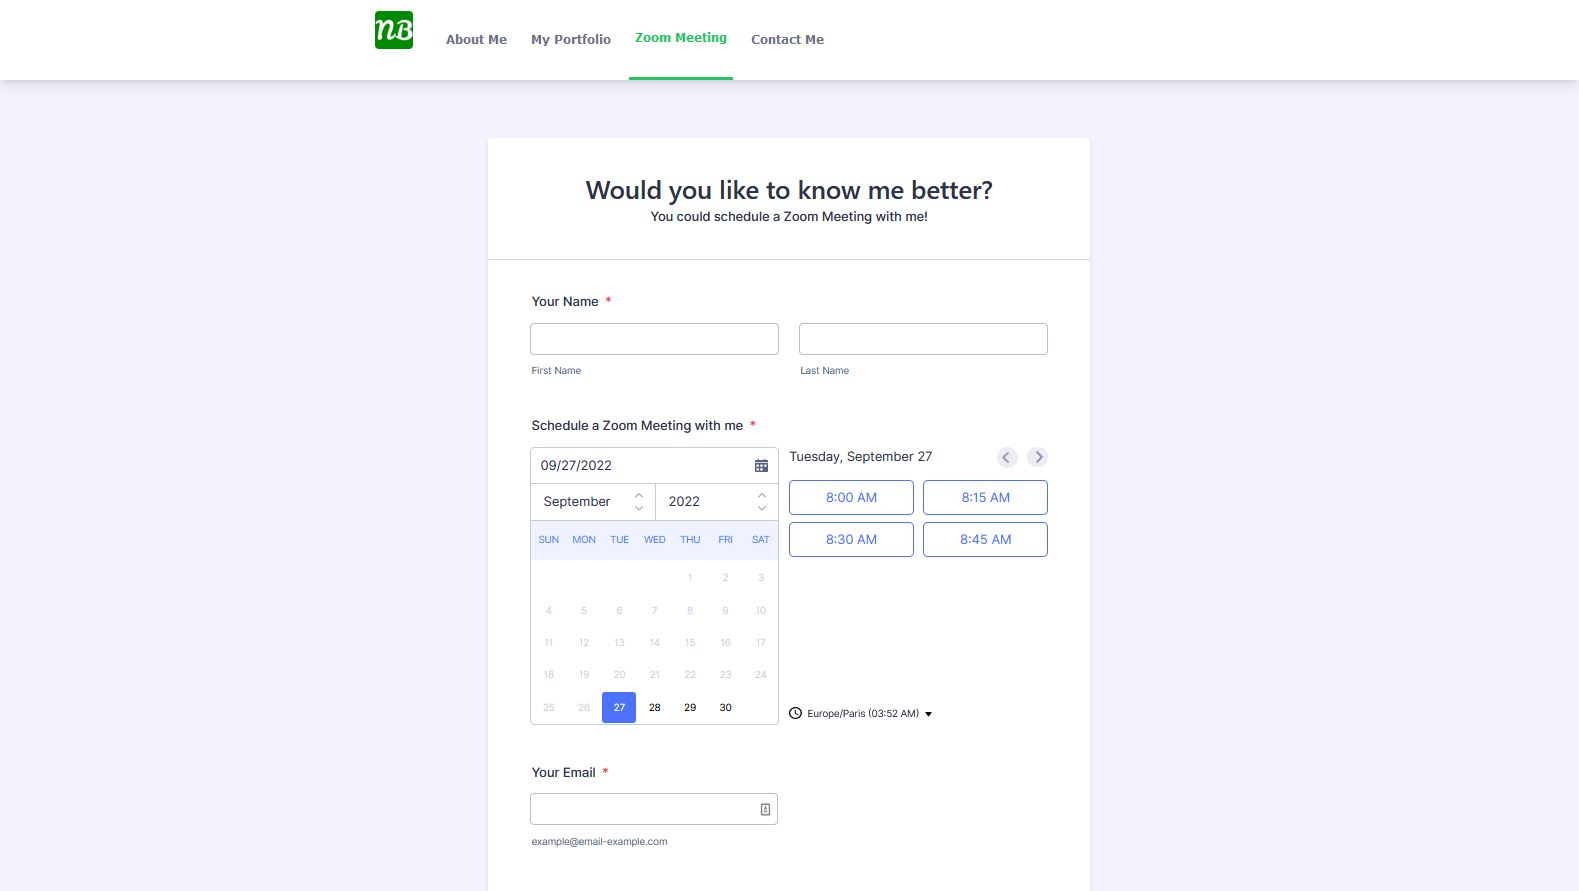 nB
About Me My Portfolio Zoom Meeting Contact Me
Would you like to know me better?
You could schedule a Zoom Meeting with me!
Your Name *
First Name Last Name
Schedule a Zoom Meeting with me *
09/27/2022
September 2022
SUN MON TUE WED THU FRI SAT
1 2 3
4 5 6 7 8 9 10
11 12 13 14 15 16 17
18 19 20 21 22 23 24
25 26 27 28 29 30
Tuesday, September 27
8:00 AM 8:15 AM
8:30 AM 8:45 AM
Europe/Paris (03:52 AM)
Your Email *
example@email-example.com